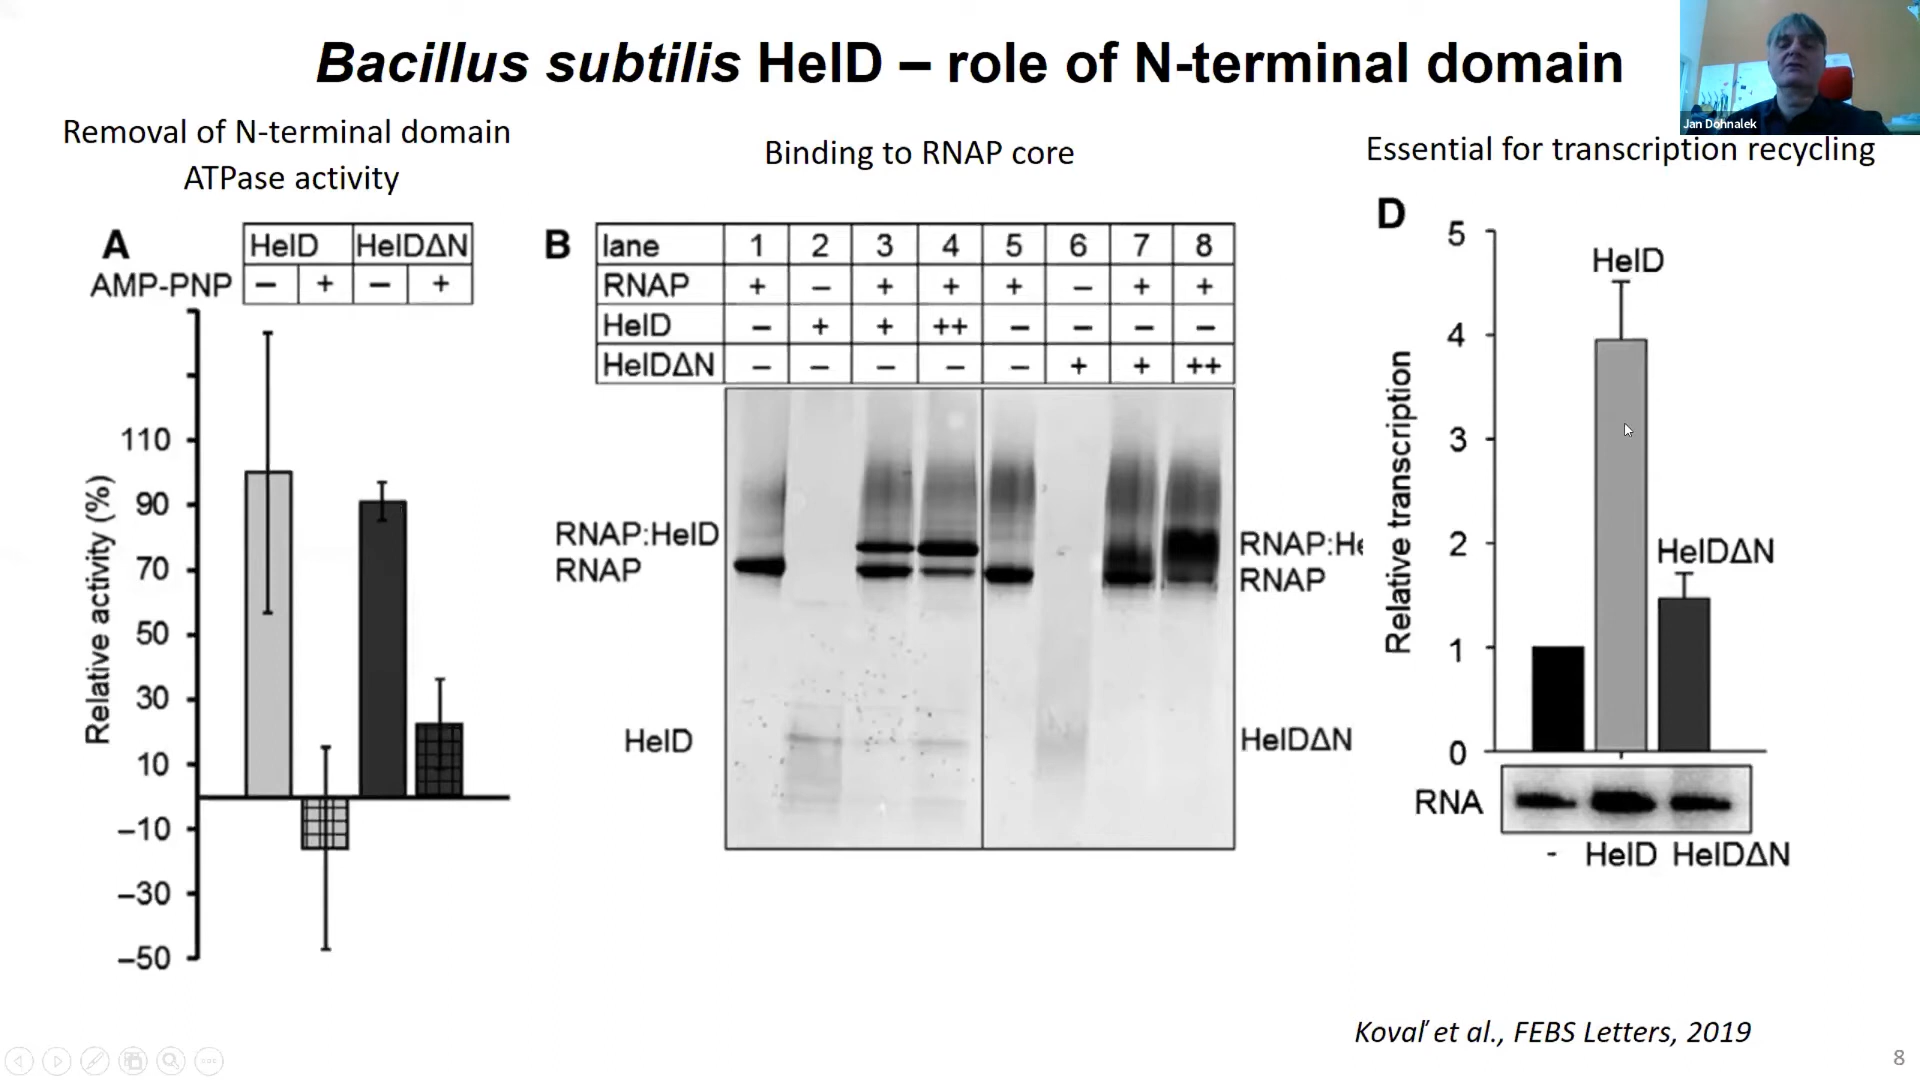 Bacillus subtilis HelD – role of N-terminal domain
Jan Dohnalek
Removal of N-terminal domain
ATPase activity
Binding to RNAP core
Essential for transcription recycling
A
HelD HelDΔN
AMP-PNP – + – +
Relative activity (%)
110
90
70
50
30
10
–10
–30
–50
B
lane 1 2 3 4 5 6 7 8
RNAP + – + + + – + +
HelD – + + ++ – – – –
HelDΔN – – – – – + + ++
RNAP:HelD
RNAP
HelD
RNAP:He
RNAP
HelDΔN
D
Relative transcription
5
4
3
2
1
0
HelD
HelDΔN
RNA
- HelD HelDΔN
Kovaľ et al., FEBS Letters, 2019
8